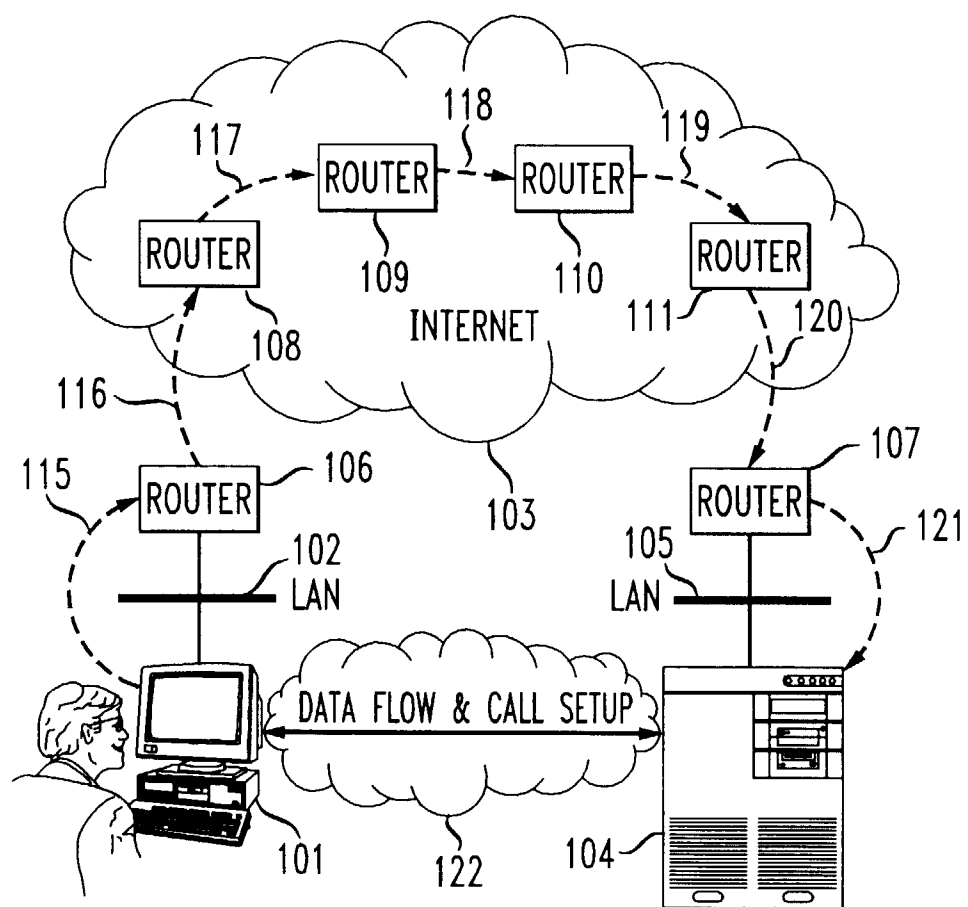 118
117
119
ROUTER
ROUTER
ROUTER
ROUTER
109
110
111
108
INTERNET
120
116
106
107
115
ROUTER
ROUTER
103
121
102
105
LAN
LAN
DATA FLOW & CALL SETUP
101
122
104